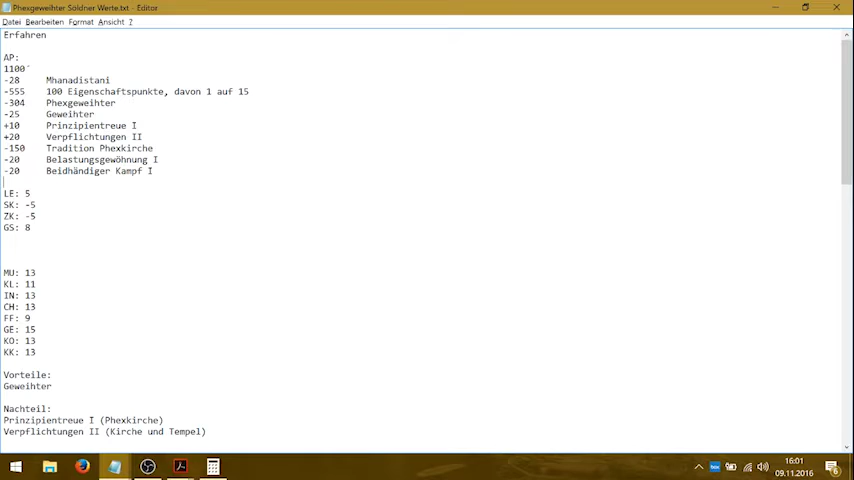 Phexgeweihter Söldner Werte.txt - Editor
Datei Bearbeiten Format Ansicht ?
Erfahren
AP:
1100´
-28 Mhanadistani
-555 100 Eigenschaftspunkte, davon 1 auf 15
-304 Phexgeweihter
-25 Geweihter
+10 Prinzipientreue I
+20 Verpflichtungen II
-150 Tradition Phexkirche
-20 Belastungsgewöhnung I
-20 Beidhändiger Kampf I
LE: 5
SK: -5
ZK: -5
GS: 8
MU: 13
KL: 11
IN: 13
CH: 13
FF: 9
GE: 15
KO: 13
KK: 13
Vorteile:
Geweihter
Nachteil:
Prinzipientreue I (Phexkirche)
Verpflichtungen II (Kirche und Tempel)
16:01
09.11.2016